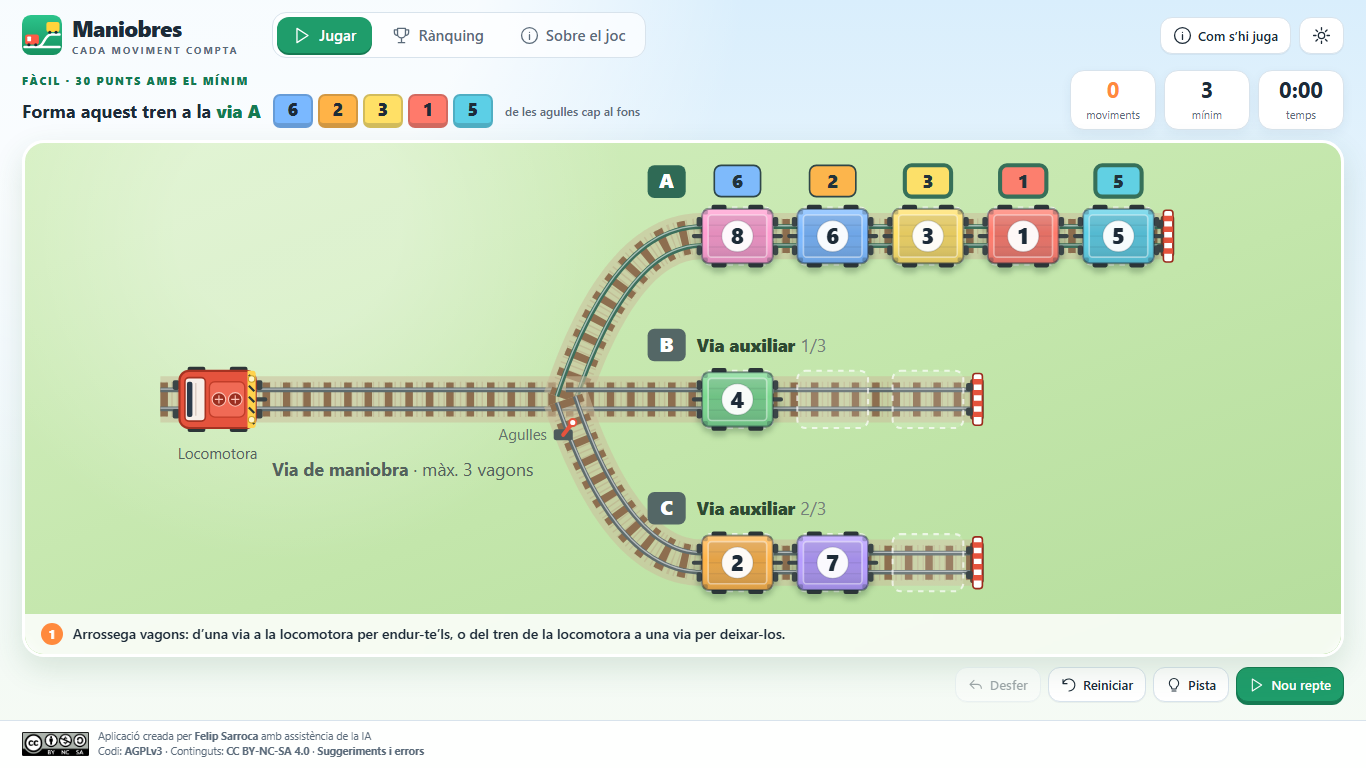 Maniobres
CADA MOVIMENT COMPTA
Jugar
Rànquing
Sobre el joc
Com s’hi juga
FÀCIL · 30 PUNTS AMB EL MÍNIM
Forma aquest tren a la via A 6 2 3 1 5 de les agulles cap al fons
0 moviments
3 mínim
0:00 temps
A 6 2 3 1 5
8 6 3 1 5
B Via auxiliar 1/3
4
Locomotora
Agulles
Via de maniobra · màx. 3 vagons
C Via auxiliar 2/3
2 7
1 Arrossega vagons: d’una via a la locomotora per endur-te’ls, o del tren de la locomotora a una via per deixar-los.
Desfer
Reiniciar
Pista
Nou repte
cc BY NC SA
Aplicació creada per Felip Sarroca amb assistència de la IA
Codi: AGPLv3 · Continguts: CC BY-NC-SA 4.0 · Suggeriments i errors